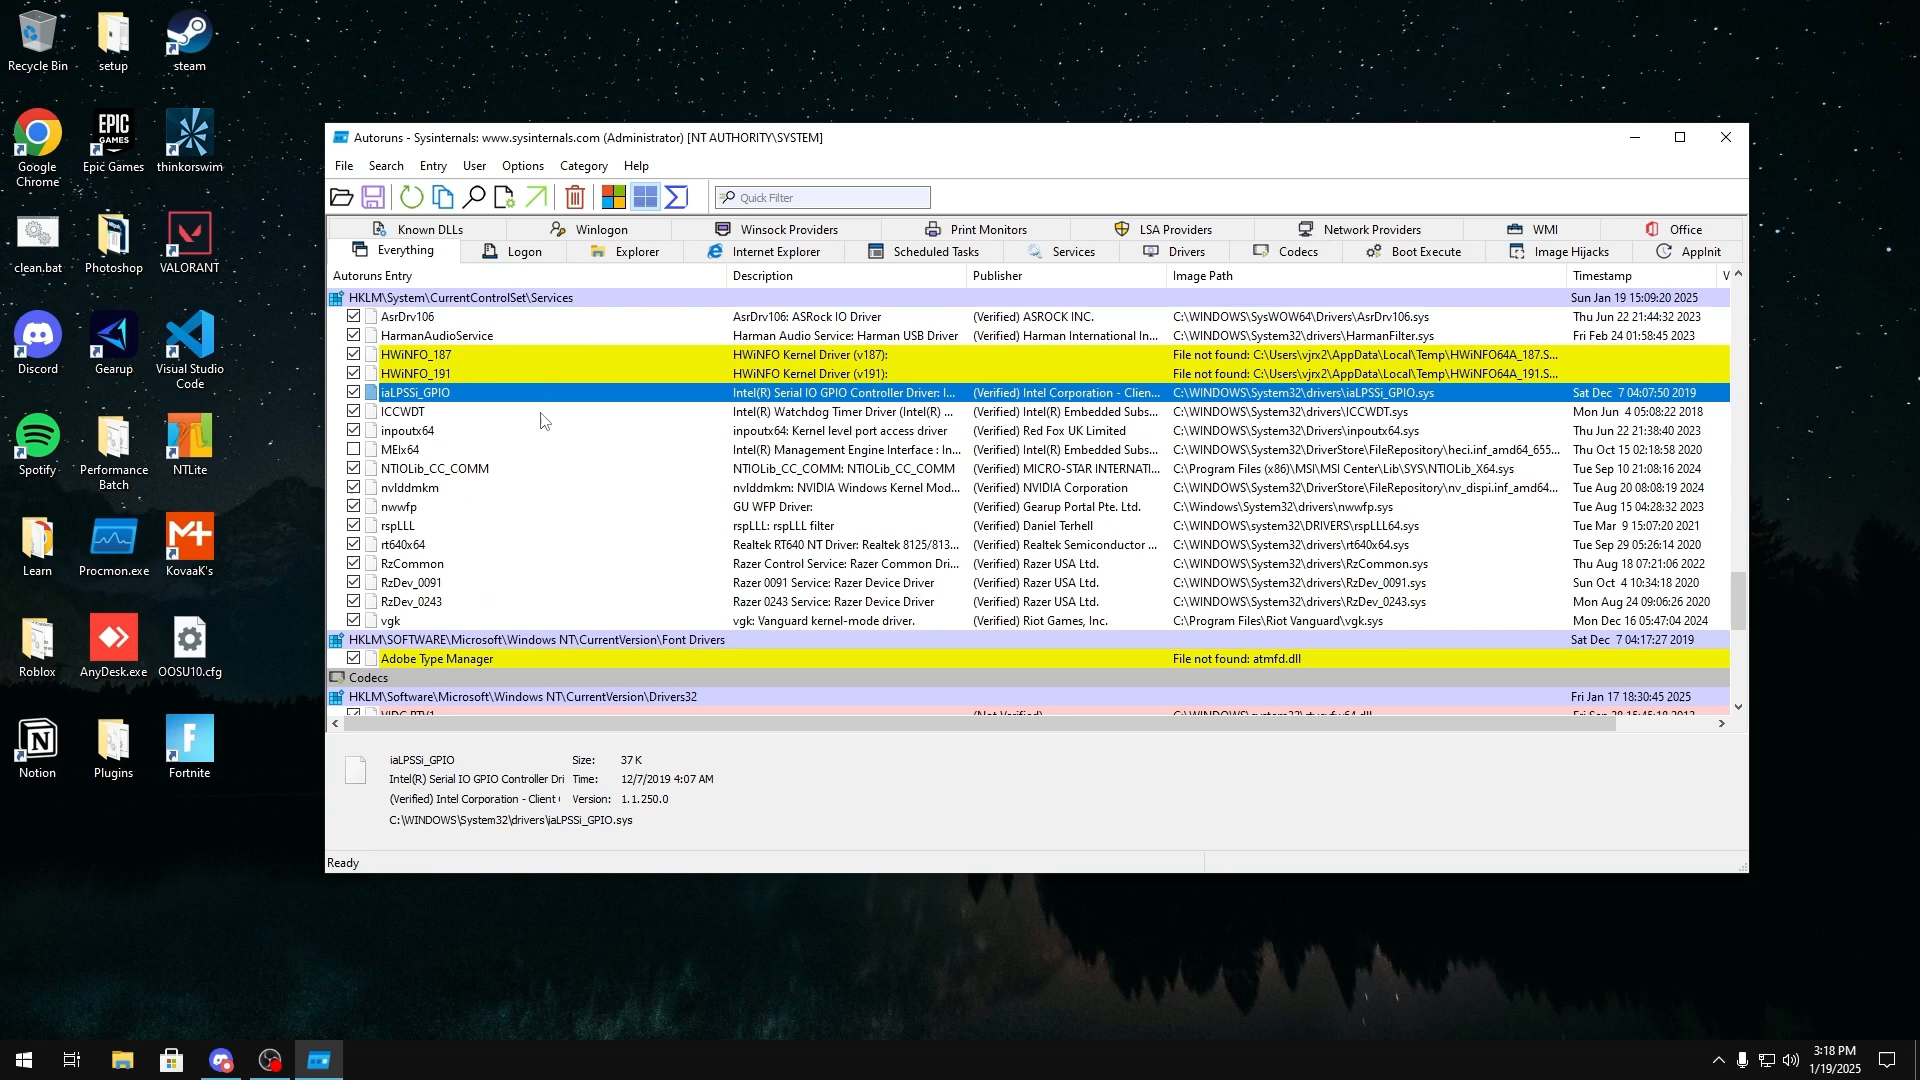 Recycle Bin
setup
steam
Google Chrome
Epic Games
thinkorswim
clean.bat
Photoshop
VALORANT
Discord
Gearup
Visual Studio Code
Spotify
Performance Batch
NTLite
Learn
Procmon.exe
KovaaK's
Roblox
AnyDesk.exe
OOSU10.cfg
Notion
Plugins
Fortnite
Autoruns - Sysinternals: www.sysinternals.com (Administrator) [NT AUTHORITY\SYSTEM]
File Search Entry User Options Category Help
Quick Filter
Known DLLs Winlogon Winsock Providers Print Monitors LSA Providers Network Providers WMI Office
Everything Logon Explorer Internet Explorer Scheduled Tasks Services Drivers Codecs Boot Execute Image Hijacks AppInit
Autoruns Entry Description Publisher Image Path Timestamp V
HKLM\System\CurrentControlSet\Services Sun Jan 19 15:09:20 2025
AsrDrv106 AsrDrv106: ASRock IO Driver (Verified) ASROCK INC. C:\WINDOWS\SysWOW64\Drivers\AsrDrv106.sys Thu Jun 22 21:44:32 2023
HarmanAudioService Harman Audio Service: Harman USB Driver (Verified) Harman International In... C:\WINDOWS\System32\drivers\HarmanFilter.sys Fri Feb 24 01:58:45 2023
HWiNFO_187 HWiNFO Kernel Driver (v187): File not found: C:\Users\vjrx2\AppData\Local\Temp\HWiNFO64A_187.S...
HWiNFO_191 HWiNFO Kernel Driver (v191): File not found: C:\Users\vjrx2\AppData\Local\Temp\HWiNFO64A_191.S...
iaLPSSi_GPIO Intel(R) Serial IO GPIO Controller Driver: I... (Verified) Intel Corporation - Clien... C:\WINDOWS\System32\drivers\iaLPSSi_GPIO.sys Sat Dec 7 04:07:50 2019
ICCWDT Intel(R) Watchdog Timer Driver (Intel(R) ... (Verified) Intel(R) Embedded Subs... C:\WINDOWS\System32\drivers\ICCWDT.sys Mon Jun 4 05:08:22 2018
inpoutx64 inpoutx64: Kernel level port access driver (Verified) Red Fox UK Limited C:\WINDOWS\System32\Drivers\inpoutx64.sys Thu Jun 22 21:38:40 2023
MEIx64 Intel(R) Management Engine Interface : In... (Verified) Intel(R) Embedded Subs... C:\WINDOWS\System32\DriverStore\FileRepository\heci.inf_amd64_655... Thu Oct 15 02:18:58 2020
NTIOLib_CC_COMM NTIOLib_CC_COMM: NTIOLib_CC_COMM (Verified) MICRO-STAR INTERNATI... C:\Program Files (x86)\MSI\MSI Center\Lib\SYS\NTIOLib_X64.sys Tue Sep 10 21:08:16 2024
nvlddmkm nvlddmkm: NVIDIA Windows Kernel Mod... (Verified) NVIDIA Corporation C:\WINDOWS\System32\DriverStore\FileRepository\nv_dispi.inf_amd64... Tue Aug 20 08:08:19 2024
nwwfp GU WFP Driver: (Verified) Gearup Portal Pte. Ltd. C:\Windows\System32\drivers\nwwfp.sys Tue Aug 15 04:28:32 2023
rspLLL rspLLL: rspLLL filter (Verified) Daniel Terhell C:\WINDOWS\system32\DRIVERS\rspLLL64.sys Tue Mar 9 15:07:20 2021
rt640x64 Realtek RT640 NT Driver: Realtek 8125/813... (Verified) Realtek Semiconductor ... C:\WINDOWS\System32\drivers\rt640x64.sys Tue Sep 29 05:26:14 2020
RzCommon Razer Control Service: Razer Common Dri... (Verified) Razer USA Ltd. C:\WINDOWS\System32\drivers\RzCommon.sys Thu Aug 18 07:21:06 2022
RzDev_0091 Razer 0091 Service: Razer Device Driver (Verified) Razer USA Ltd. C:\WINDOWS\System32\drivers\RzDev_0091.sys Sun Oct 4 10:34:18 2020
RzDev_0243 Razer 0243 Service: Razer Device Driver (Verified) Razer USA Ltd. C:\WINDOWS\System32\drivers\RzDev_0243.sys Mon Aug 24 09:06:26 2020
vgk vgk: Vanguard kernel-mode driver. (Verified) Riot Games, Inc. C:\Program Files\Riot Vanguard\vgk.sys Mon Dec 16 05:47:04 2024
HKLM\SOFTWARE\Microsoft\Windows NT\CurrentVersion\Font Drivers Sat Dec 7 04:17:27 2019
Adobe Type Manager File not found: atmfd.dll
Codecs
HKLM\Software\Microsoft\Windows NT\CurrentVersion\Drivers32 Fri Jan 17 18:30:45 2025
iaLPSSi_GPIO Size: 37 K
Intel(R) Serial IO GPIO Controller Dri Time: 12/7/2019 4:07 AM
(Verified) Intel Corporation - Client Version: 1.1.250.0
C:\WINDOWS\System32\drivers\iaLPSSi_GPIO.sys
Ready
3:18 PM
1/19/2025